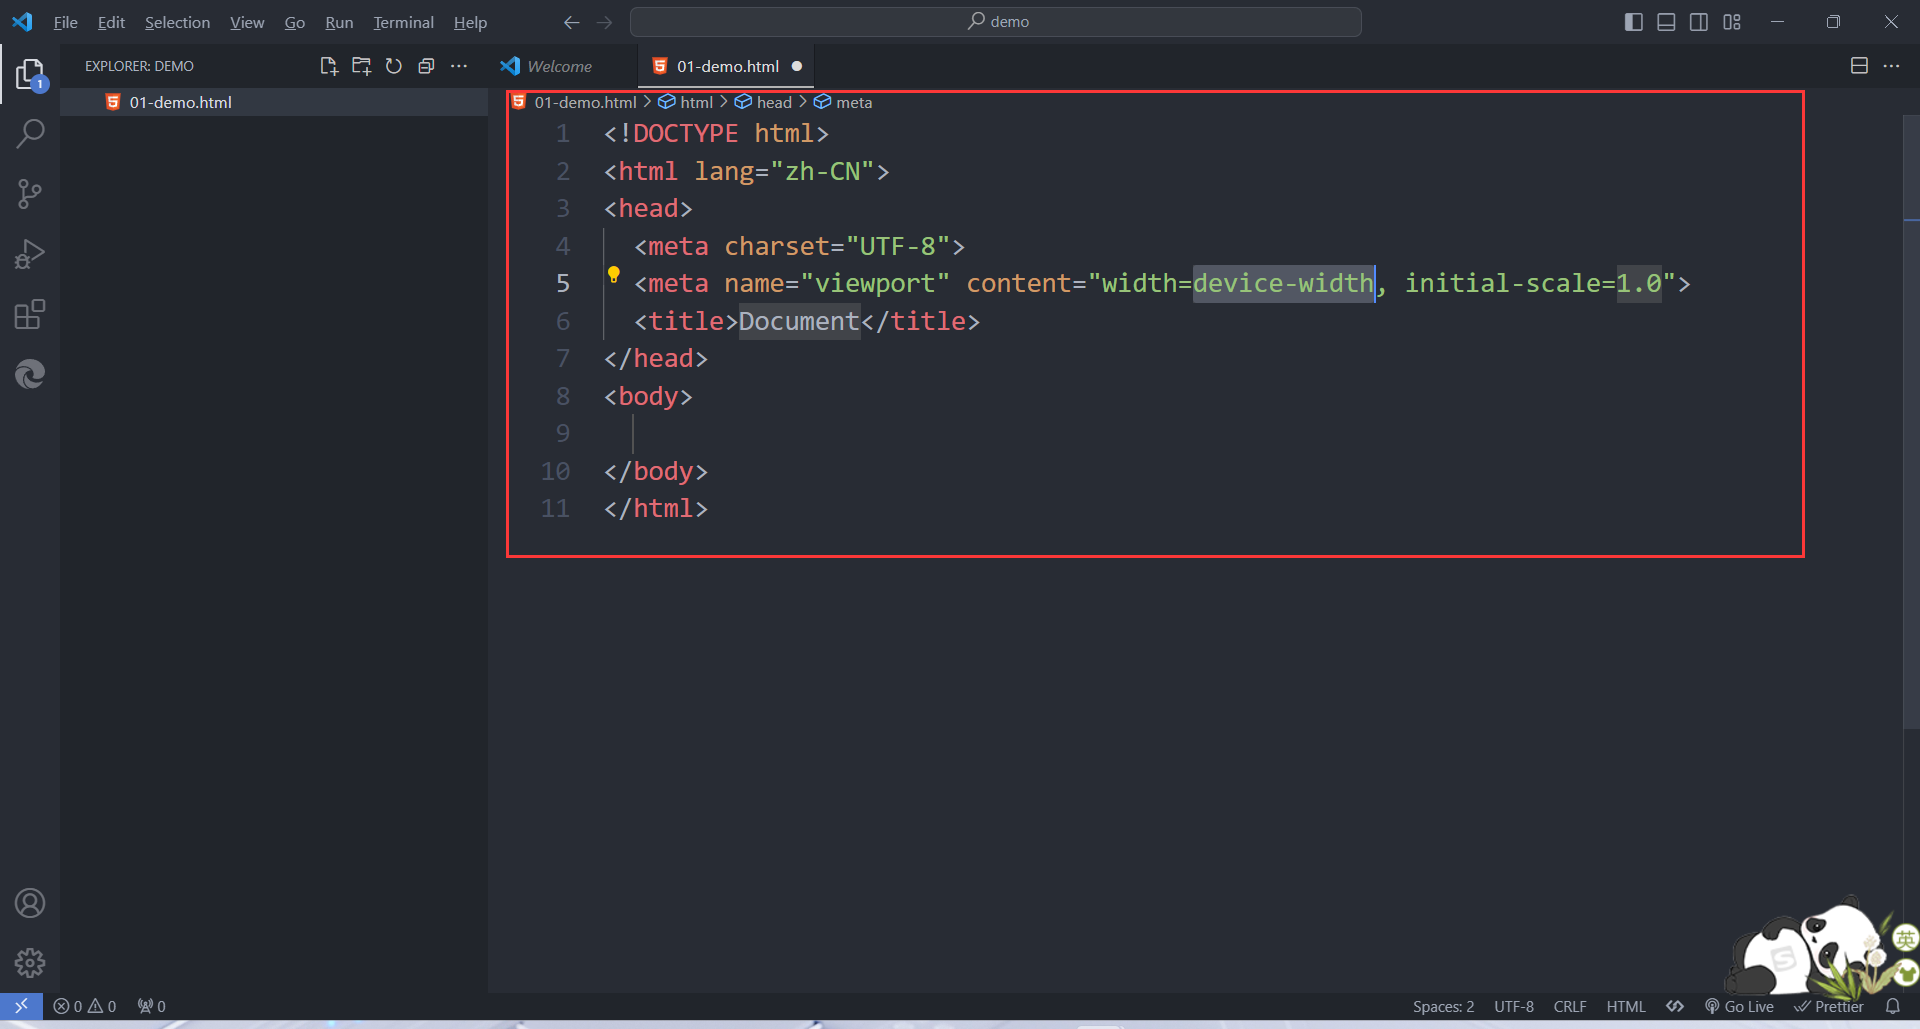 File Edit Selection View Go Run Terminal Help
demo
EXPLORER: DEMO
Welcome
01-demo.html
1
01-demo.html
01-demo.html > html > head > meta
1 <!DOCTYPE html>
2 <html lang="zh-CN">
3 <head>
4 <meta charset="UTF-8">
5 <meta name="viewport" content="width=device-width, initial-scale=1.0">
6 <title>Document</title>
7 </head>
8 <body>
9
10 </body>
11 </html>
英
S
0 0 0
Spaces: 2 UTF-8 CRLF HTML Go Live Prettier